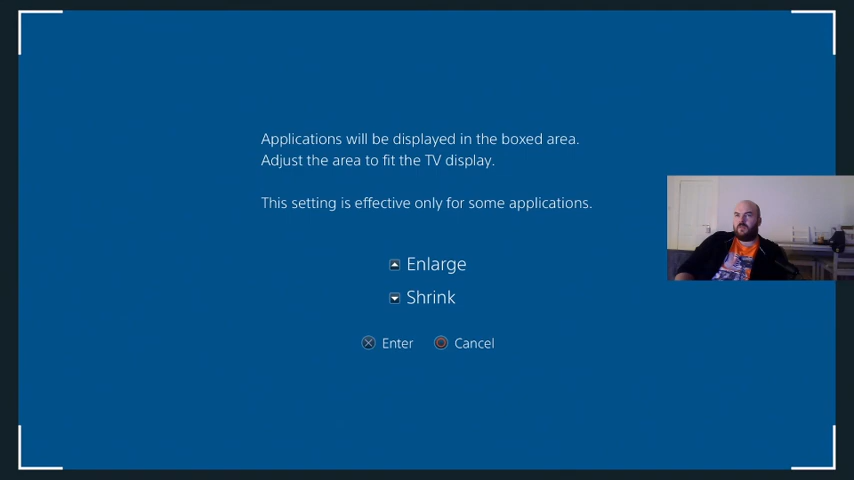 Applications will be displayed in the boxed area.
Adjust the area to fit the TV display.
This setting is effective only for some applications.
Enlarge
Shrink
Enter Cancel